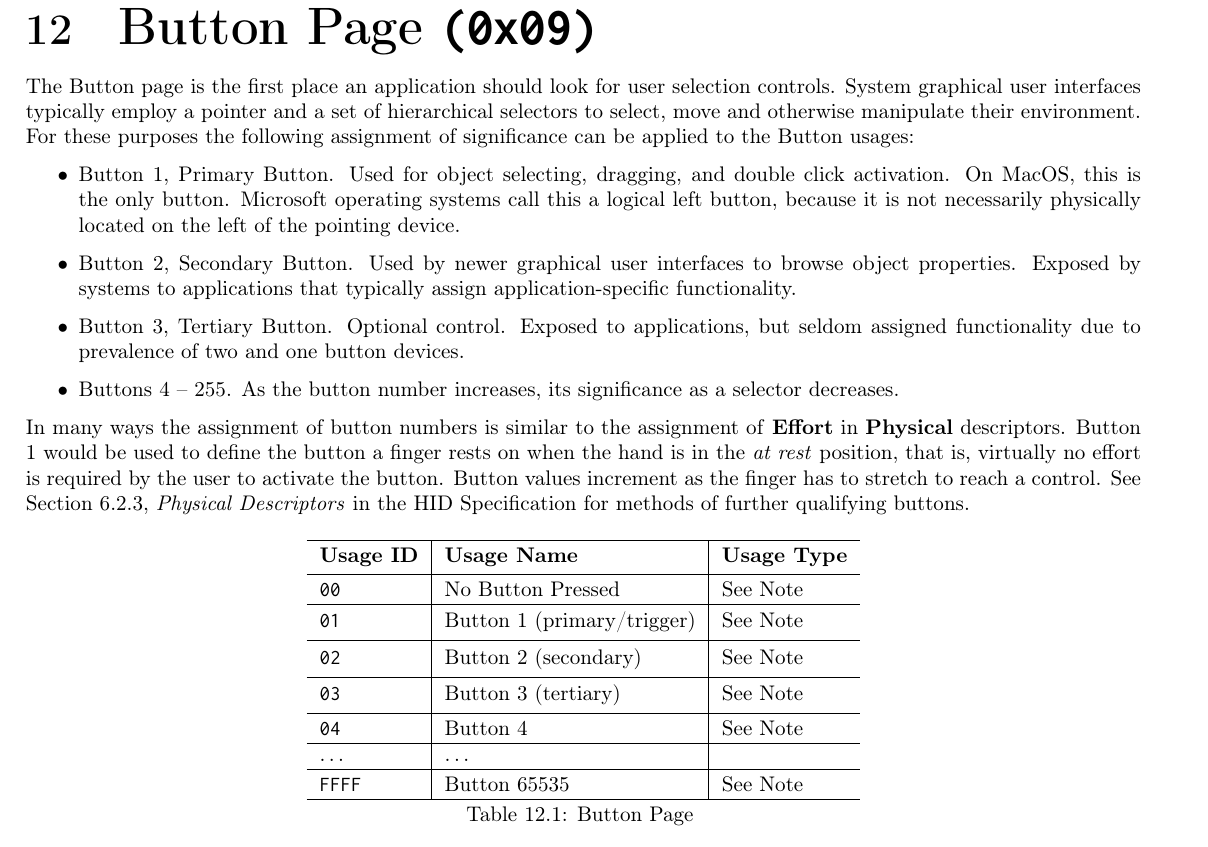 12 Button Page (0x09)
The Button page is the first place an application should look for user selection controls. System graphical user interfaces
typically employ a pointer and a set of hierarchical selectors to select, move and otherwise manipulate their environment.
For these purposes the following assignment of significance can be applied to the Button usages:
• Button 1, Primary Button. Used for object selecting, dragging, and double click activation. On MacOS, this is
the only button. Microsoft operating systems call this a logical left button, because it is not necessarily physically
located on the left of the pointing device.
• Button 2, Secondary Button. Used by newer graphical user interfaces to browse object properties. Exposed by
systems to applications that typically assign application-specific functionality.
• Button 3, Tertiary Button. Optional control. Exposed to applications, but seldom assigned functionality due to
prevalence of two and one button devices.
• Buttons 4 – 255. As the button number increases, its significance as a selector decreases.
In many ways the assignment of button numbers is similar to the assignment of Effort in Physical descriptors. Button
1 would be used to define the button a finger rests on when the hand is in the at rest position, that is, virtually no effort
is required by the user to activate the button. Button values increment as the finger has to stretch to reach a control. See
Section 6.2.3, Physical Descriptors in the HID Specification for methods of further qualifying buttons.
Usage ID Usage Name Usage Type
00 No Button Pressed See Note
01 Button 1 (primary/trigger) See Note
02 Button 2 (secondary) See Note
03 Button 3 (tertiary) See Note
04 Button 4 See Note
... ...
FFFF Button 65535 See Note
Table 12.1: Button Page